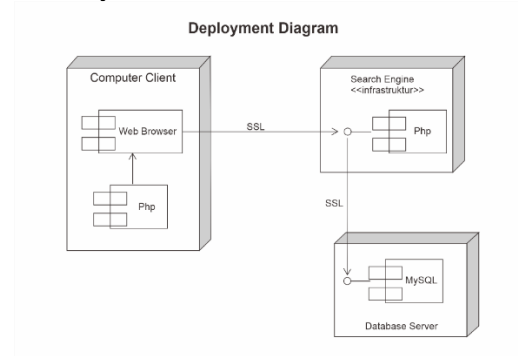 Deployment Diagram
Computer Client
Web Browser
Php
SSL
Search Engine
<<infrastruktur>>
Php
SSL
MySQL
Database Server